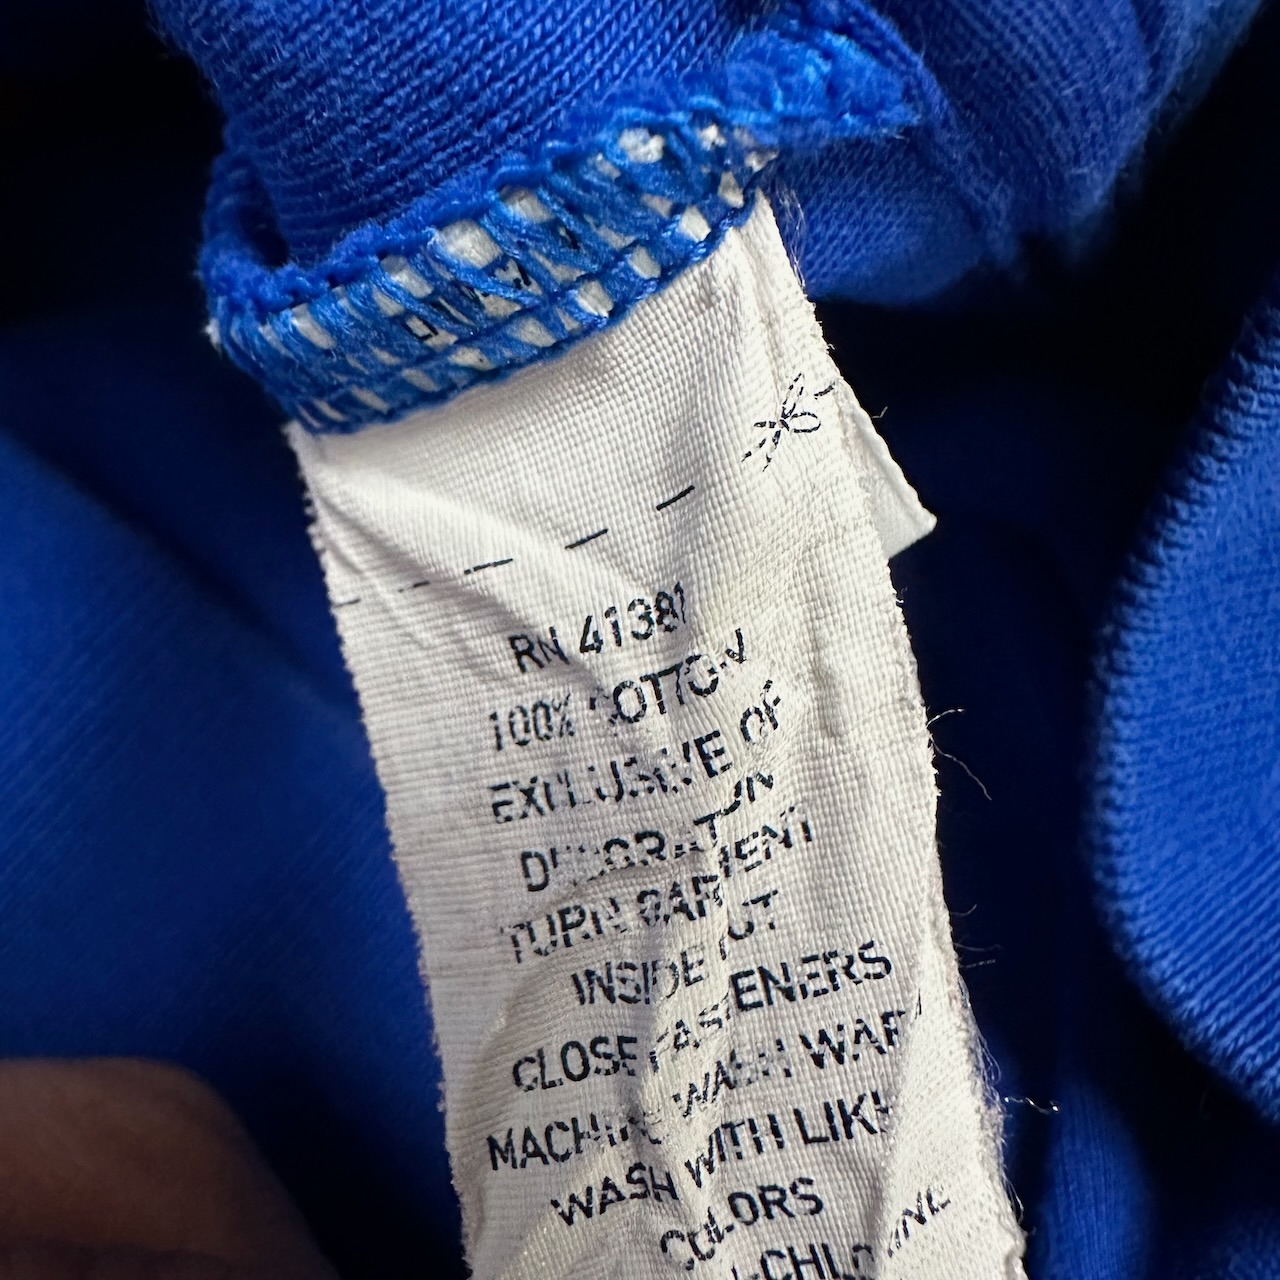 RN 41381
100% COTTON
EXCLUSIVE OF
DECORATION
TURN GARMENT
INSIDE OUT
CLOSE FASTENERS
MACHINE WASH WARM
WASH WITH LIKE
COLORS
-CHLORINE